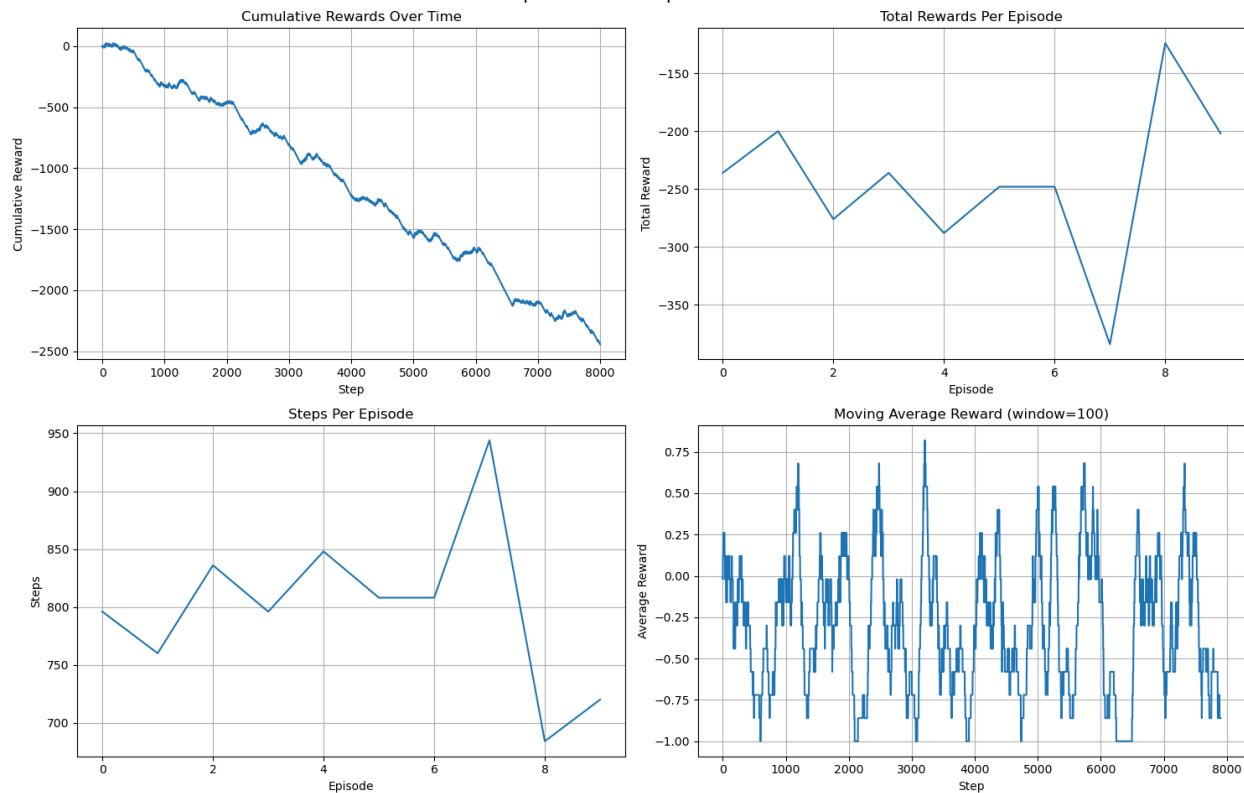 Cumulative Rewards Over Time
0
−500
−1000
−1500
−2000
−2500
Cumulative Reward
0 1000 2000 3000 4000 5000 6000 7000 8000
Step
Total Rewards Per Episode
−150
−200
−250
−300
−350
Total Reward
0 2 4 6 8
Episode
Steps Per Episode
950
900
850
800
750
700
Steps
0 2 4 6 8
Episode
Moving Average Reward (window=100)
0.75
0.50
0.25
0.00
−0.25
−0.50
−0.75
−1.00
Average Reward
0 1000 2000 3000 4000 5000 6000 7000 8000
Step